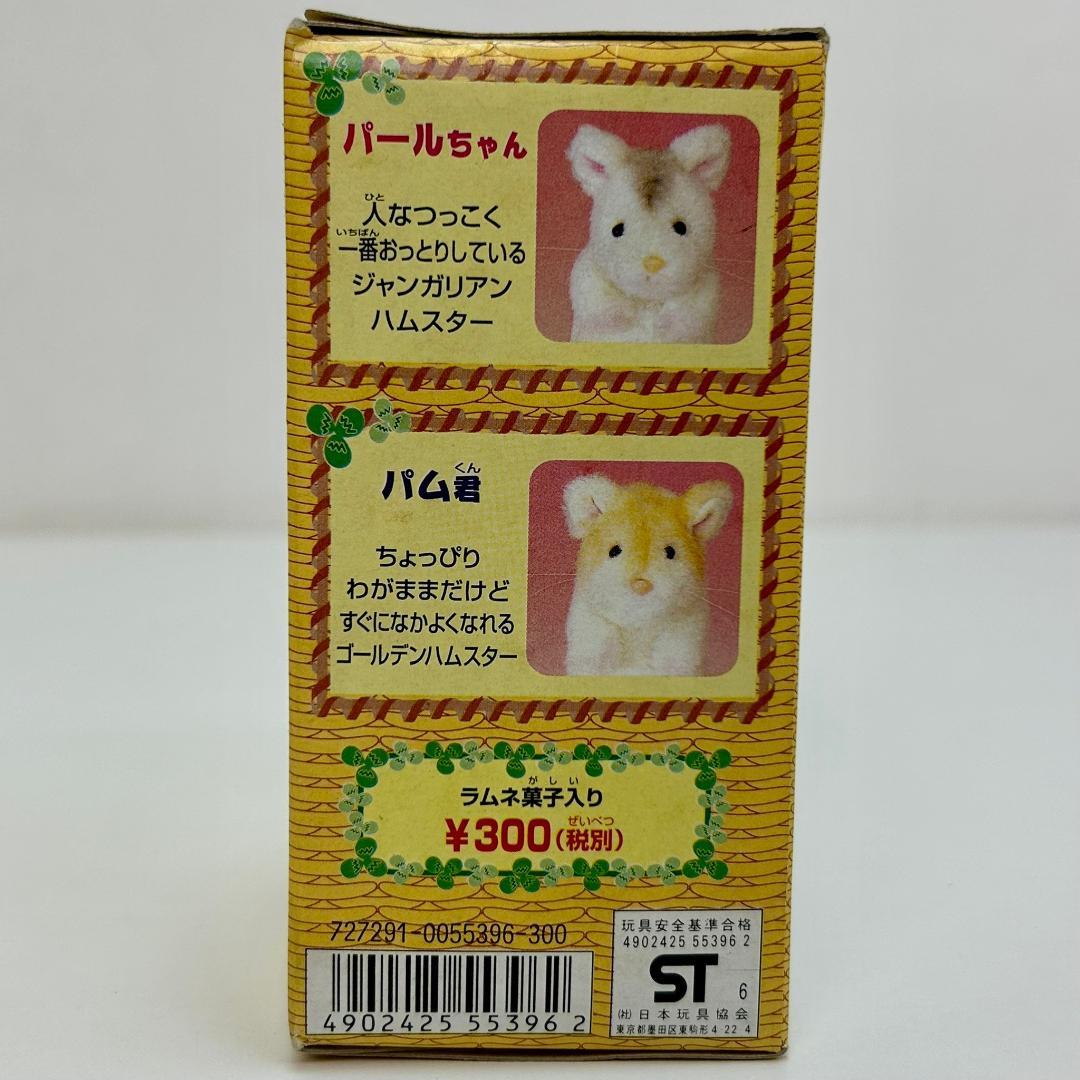 パールちゃん
ひと
人なつっこく
いちばん
一番おっとりしている
ジャンガリアン
ハムスター
くん
パム君
ちょっぴり
わがままだけど
すぐになかよくなれる
ゴールデンハムスター
がしい
ラムネ菓子入り
ぜいべつ
¥300(税別)
727291-0055396-300
4902425 553962
玩具安全基準合格
4902425 55396 2
ST 6
(社)日本玩具協会
東京都墨田区東駒形4 22 4